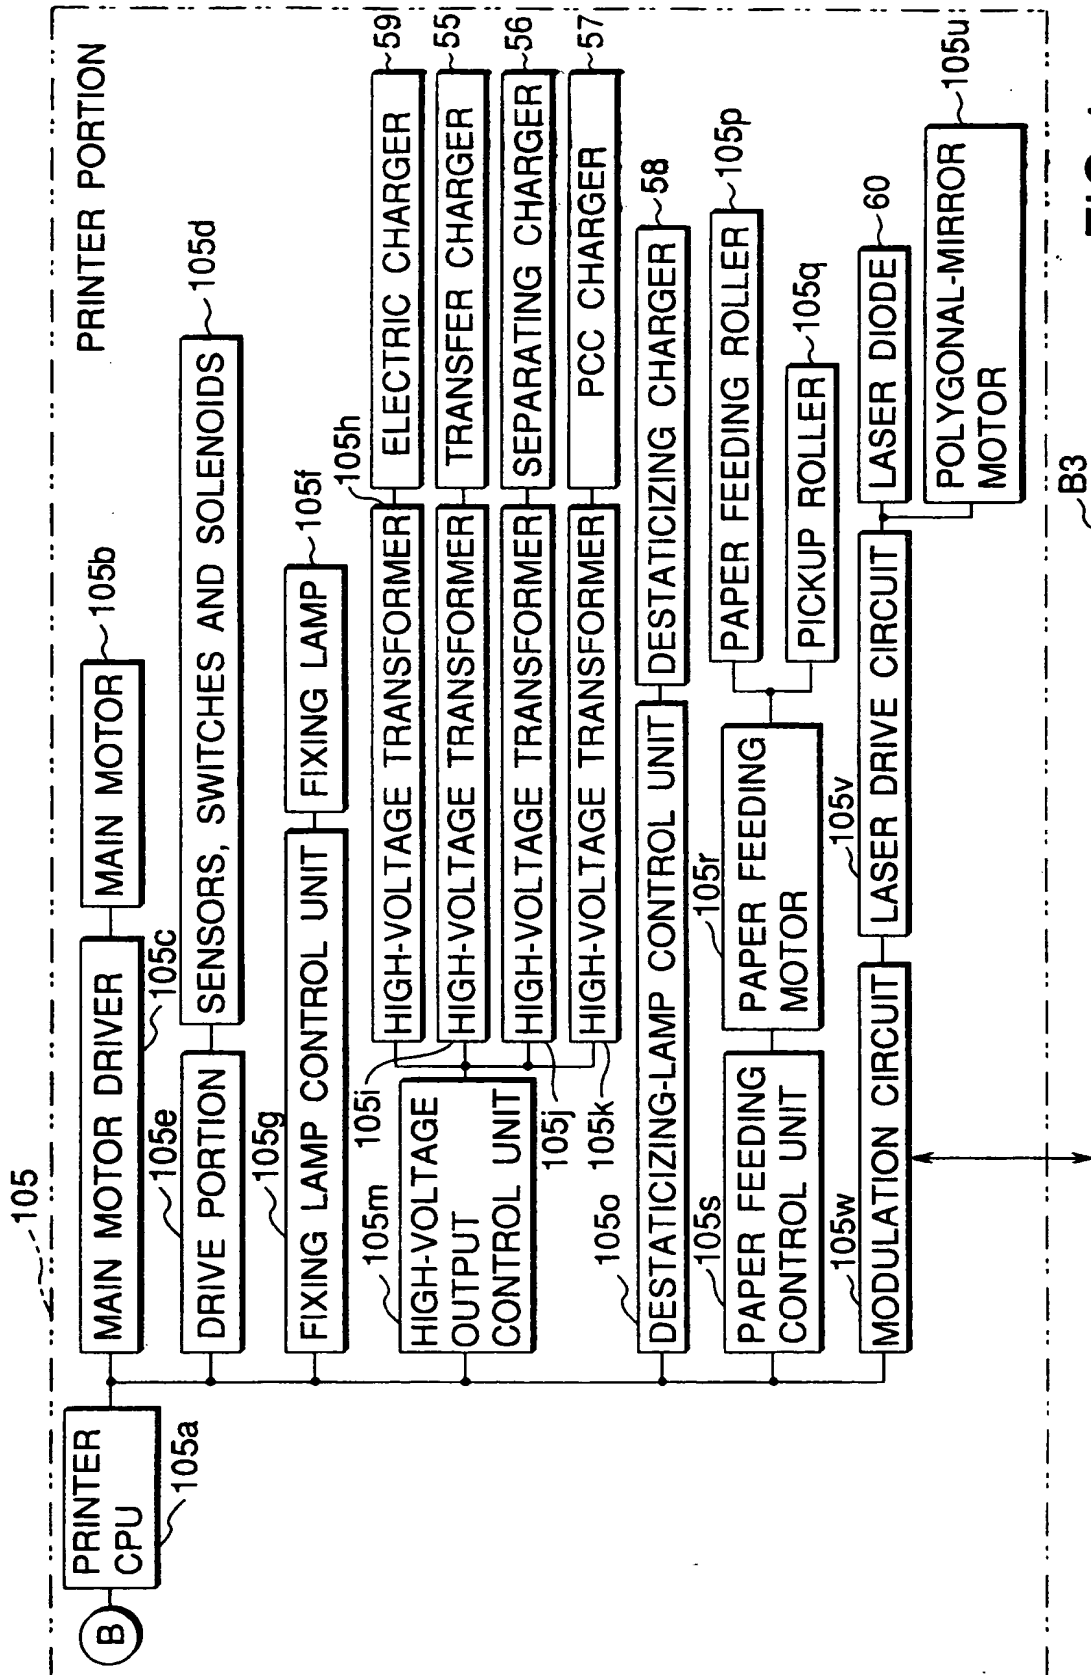 105
PRINTER PORTION
B
PRINTER
CPU
105a
MAIN MOTOR DRIVER
105c
MAIN MOTOR
105b
105e
DRIVE PORTION
SENSORS, SWITCHES AND SOLENOIDS
105d
105g
FIXING LAMP CONTROL UNIT
FIXING LAMP
105f
105m
HIGH-VOLTAGE
OUTPUT
CONTROL UNIT
105h
HIGH-VOLTAGE TRANSFORMER
ELECTRIC CHARGER
59
105i
HIGH-VOLTAGE TRANSFORMER
TRANSFER CHARGER
55
105j
HIGH-VOLTAGE TRANSFORMER
SEPARATING CHARGER
56
105k
HIGH-VOLTAGE TRANSFORMER
PCC CHARGER
57
105o
DESTATICIZING-LAMP CONTROL UNIT
DESTATICIZING CHARGER
58
105s
PAPER FEEDING
CONTROL UNIT
105r
PAPER FEEDING
MOTOR
PAPER FEEDING ROLLER
105p
PICKUP ROLLER
105q
105w
MODULATION CIRCUIT
105v
LASER DRIVE CIRCUIT
LASER DIODE
60
POLYGONAL-MIRROR
MOTOR
105u
B3